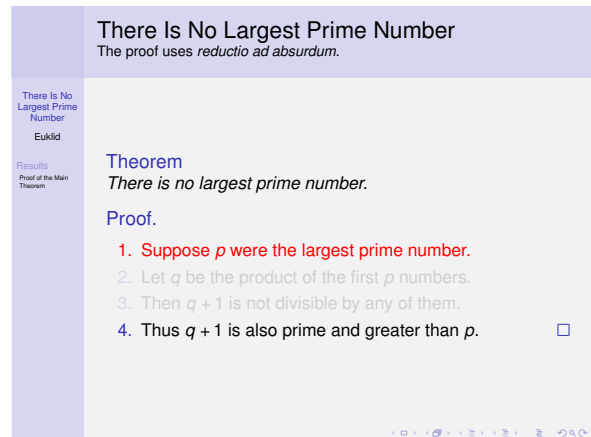 There Is No Largest Prime Number
The proof uses reductio ad absurdum.
There Is No
Largest Prime
Number
Euklid
Results
Proof of the Main
Theorem
Theorem
There is no largest prime number.
Proof.
1. Suppose p were the largest prime number.
2. Let q be the product of the first p numbers.
3. Then q + 1 is not divisible by any of them.
4. Thus q + 1 is also prime and greater than p. □